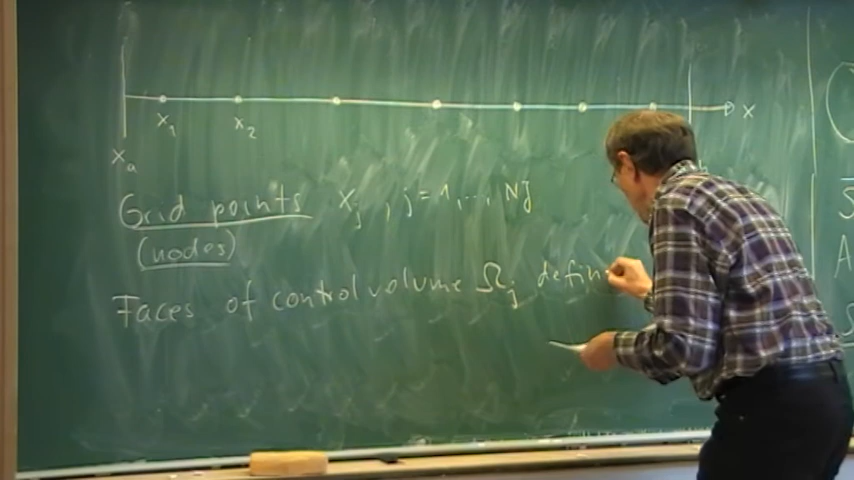 x
x₁ x₂
xₐ
Grid points xⱼ, j = 1, ..., NJ
(nodes)
Faces of control volume Ωⱼ defin